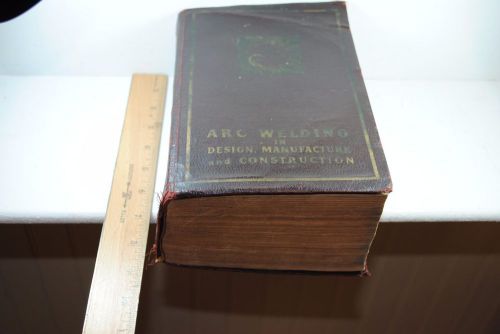 ARC WELDING
IN
DESIGN, MANUFACTURE
and CONSTRUCTION